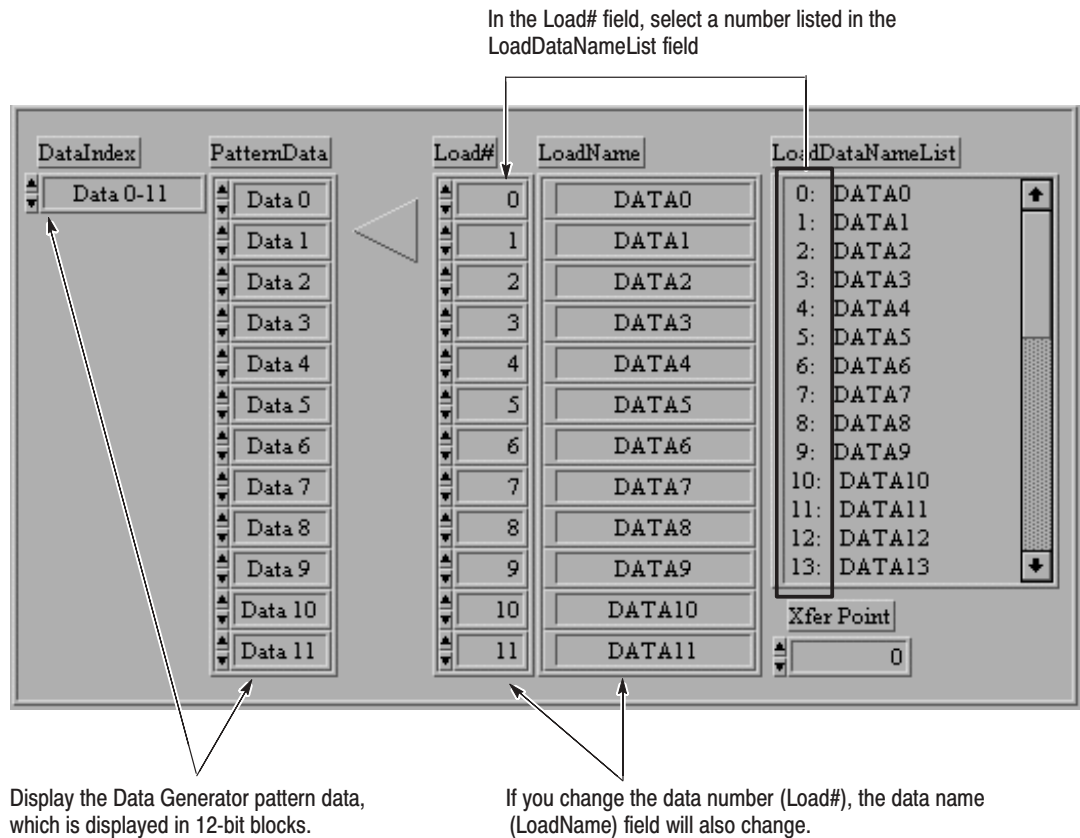 In the Load# field, select a number listed in the
LoadDataNameList field
DataIndex PatternData Load# LoadName LoadDataNameList
Data 0-11 Data 0 0 DATA0 0: DATA0
Data 1 1 DATA1 1: DATA1
Data 2 2 DATA2 2: DATA2
Data 3 3 DATA3 3: DATA3
Data 4 4 DATA4 4: DATA4
Data 5 5 DATA5 5: DATA5
Data 6 6 DATA6 6: DATA6
Data 7 7 DATA7 7: DATA7
Data 8 8 DATA8 8: DATA8
Data 9 9 DATA9 9: DATA9
Data 10 10 DATA10 10: DATA10
Data 11 11 DATA11 11: DATA11
12: DATA12
13: DATA13
Xfer Point
0
Display the Data Generator pattern data,
which is displayed in 12-bit blocks.
If you change the data number (Load#), the data name
(LoadName) field will also change.